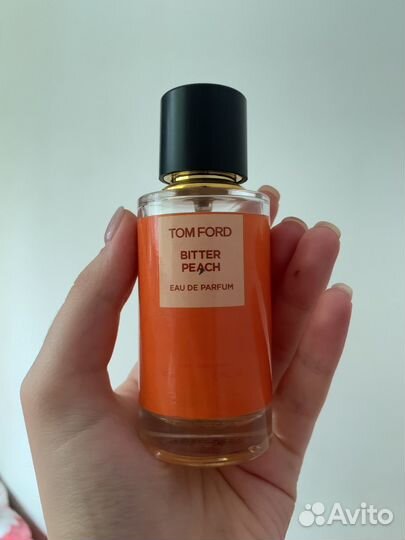 TOM FORD
BITTER
PEACH
EAU DE PARFUM
Avito